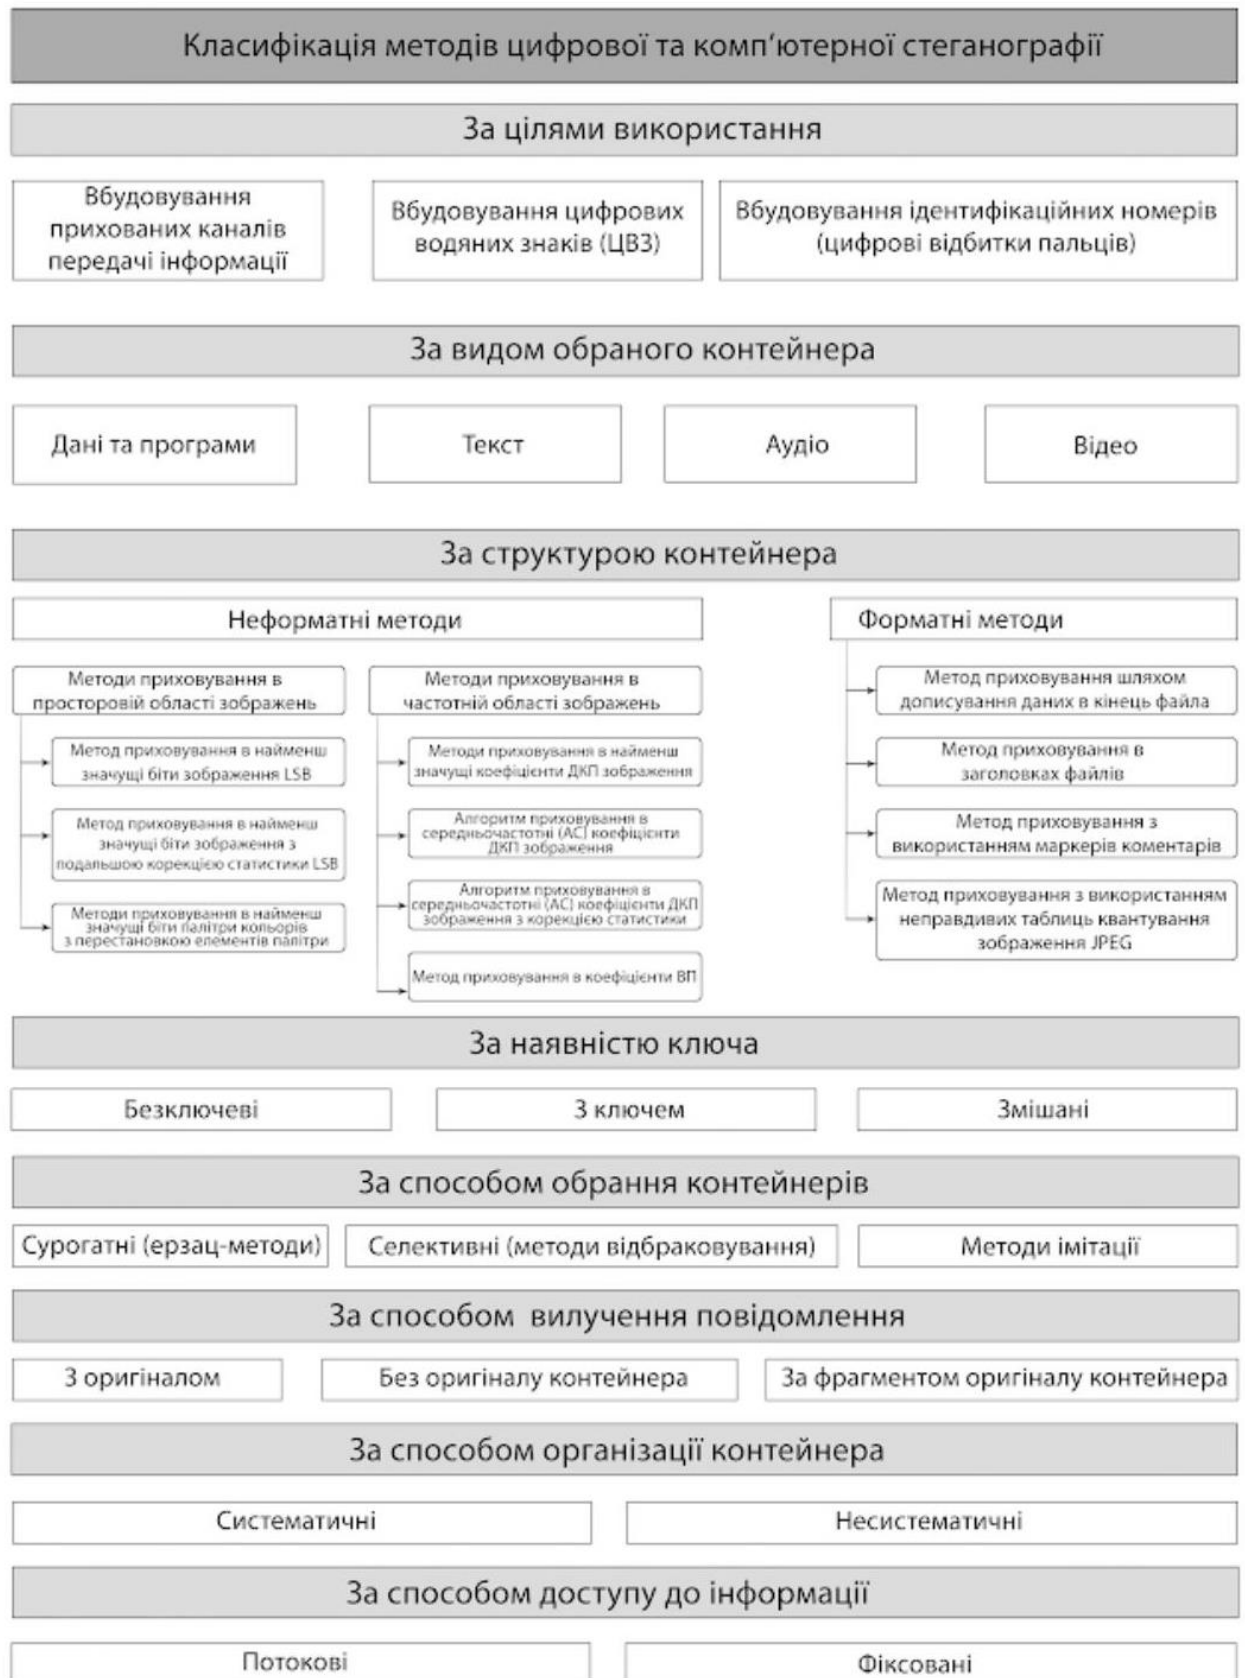 Класифікація методів цифрової та комп'ютерної стеганографії
За цілями використання
Вбудовування
прихованих каналів
передачі інформації
Вбудовування цифрових
водяних знаків (ЦВЗ)
Вбудовування ідентифікаційних номерів
(цифрові відбитки пальців)
За видом обраного контейнера
Дані та програми
Текст
Аудіо
Відео
За структурою контейнера
Неформатні методи
Методи приховування в
просторовій області зображень
Метод приховування в найменш
значущі біти зображення LSB
Метод приховування в найменш
значущі біти зображення з
подальшою корекцією статистики LSB
Методи приховування в найменш
значущі біти палітри кольорів
з перестановкою елементів палітри
Методи приховування в
частотній області зображень
Методи приховування в найменш
значущі коефіцієнти ДКП зображення
Алгоритм приховування в
середньочастотні (АС) коефіцієнти
ДКП зображення
Алгоритм приховування в
середньочастотні (АС) коефіцієнти ДКП
зображення з корекцією статистики
Метод приховування в коефіцієнти ВП
Форматні методи
Метод приховування шляхом
дописування даних в кінець файла
Метод приховування в
заголовках файлів
Метод приховування з
використанням маркерів коментарів
Метод приховування з використанням
неправдивих таблиць квантування
зображення JPEG
За наявністю ключа
Безключеві
З ключем
Змішані
За способом обрання контейнерів
Сурогатні (ерзац-методи)
Селективні (методи відбраковування)
Методи імітації
За способом вилучення повідомлення
З оригіналом
Без оригіналу контейнера
За фрагментом оригіналу контейнера
За способом організації контейнера
Систематичні
Несистематичні
За способом доступу до інформації
Потокові
Фіксовані